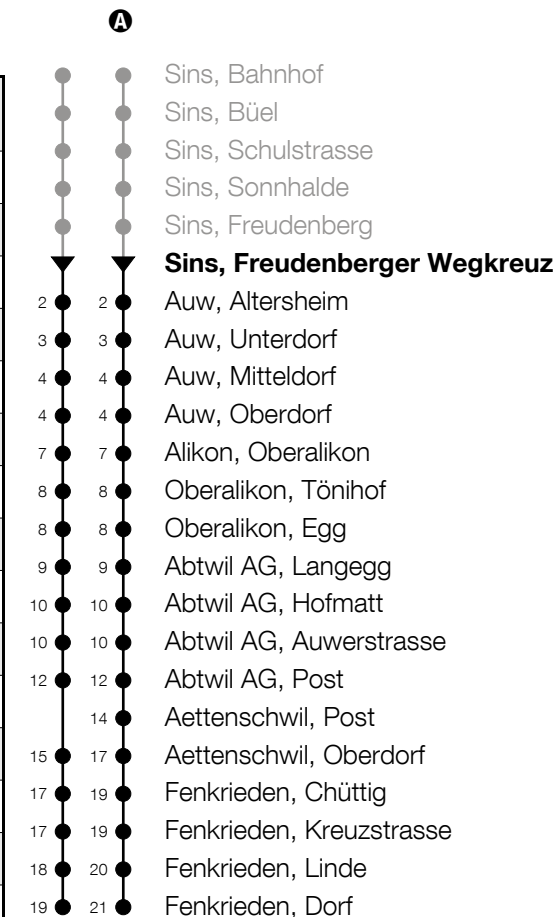 A
Sins, Bahnhof
Sins, Büel
Sins, Schulstrasse
Sins, Sonnhalde
Sins, Freudenberg
Sins, Freudenberger Wegkreuz
2 2 Auw, Altersheim
3 3 Auw, Unterdorf
4 4 Auw, Mitteldorf
4 4 Auw, Oberdorf
7 7 Alikon, Oberalikon
8 8 Oberalikon, Tönihof
8 8 Oberalikon, Egg
9 9 Abtwil AG, Langegg
10 10 Abtwil AG, Hofmatt
10 10 Abtwil AG, Auwerstrasse
12 12 Abtwil AG, Post
14 Aettenschwil, Post
15 17 Aettenschwil, Oberdorf
17 19 Fenkrieden, Chüttig
17 19 Fenkrieden, Kreuzstrasse
18 20 Fenkrieden, Linde
19 21 Fenkrieden, Dorf